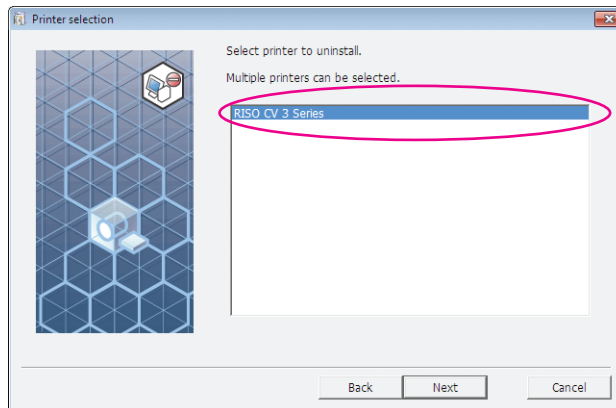 Printer selection
Select printer to uninstall.
Multiple printers can be selected.
RISO CV 3 Series
Back
Next
Cancel